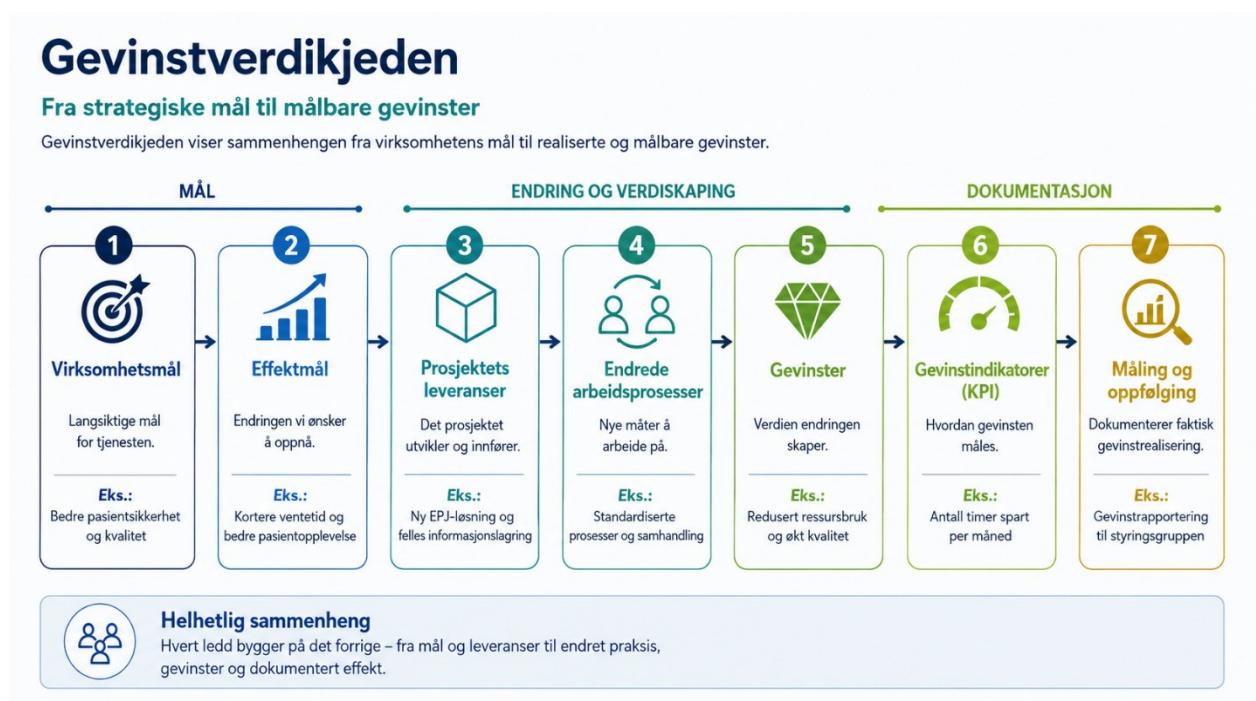 Gevinstverdikjeden
Fra strategiske mål til målbare gevinster
Gevinstverdikjeden viser sammenhengen fra virksomhetens mål til realiserte og målbare gevinster.
MÅL
ENDRING OG VERDISKAPING
DOKUMENTASJON
1
Virksomhetsmål
Langsiktige mål
for tjenesten.
Eks.:
Bedre pasientsikkerhet
og kvalitet
2
Effektmål
Endringen vi ønsker
å oppnå.
Eks.:
Kortere ventetid og
bedre pasientopplevelse
3
Prosjektets
leveranser
Det prosjektet
utvikler og innfører.
Eks.:
Ny EPJ-løsning og
felles informasjonslagring
4
Endrede
arbeidsprosesser
Nye måter å
arbeide på.
Eks.:
Standardiserte
prosesser og samhandling
5
Gevinster
Verdien endringen
skaper.
Eks.:
Redusert ressursbruk
og økt kvalitet
6
Gevinstindikatorer
(KPI)
Hvordan gevinsten
måles.
Eks.:
Antall timer spart
per måned
7
Måling og
oppfølging
Dokumenterer faktisk
gevinstrealisering.
Eks.:
Gevinstrapportering
til styringsgruppen
Helhetlig sammenheng
Hvert ledd bygger på det forrige – fra mål og leveranser til endret praksis,
gevinster og dokumentert effekt.